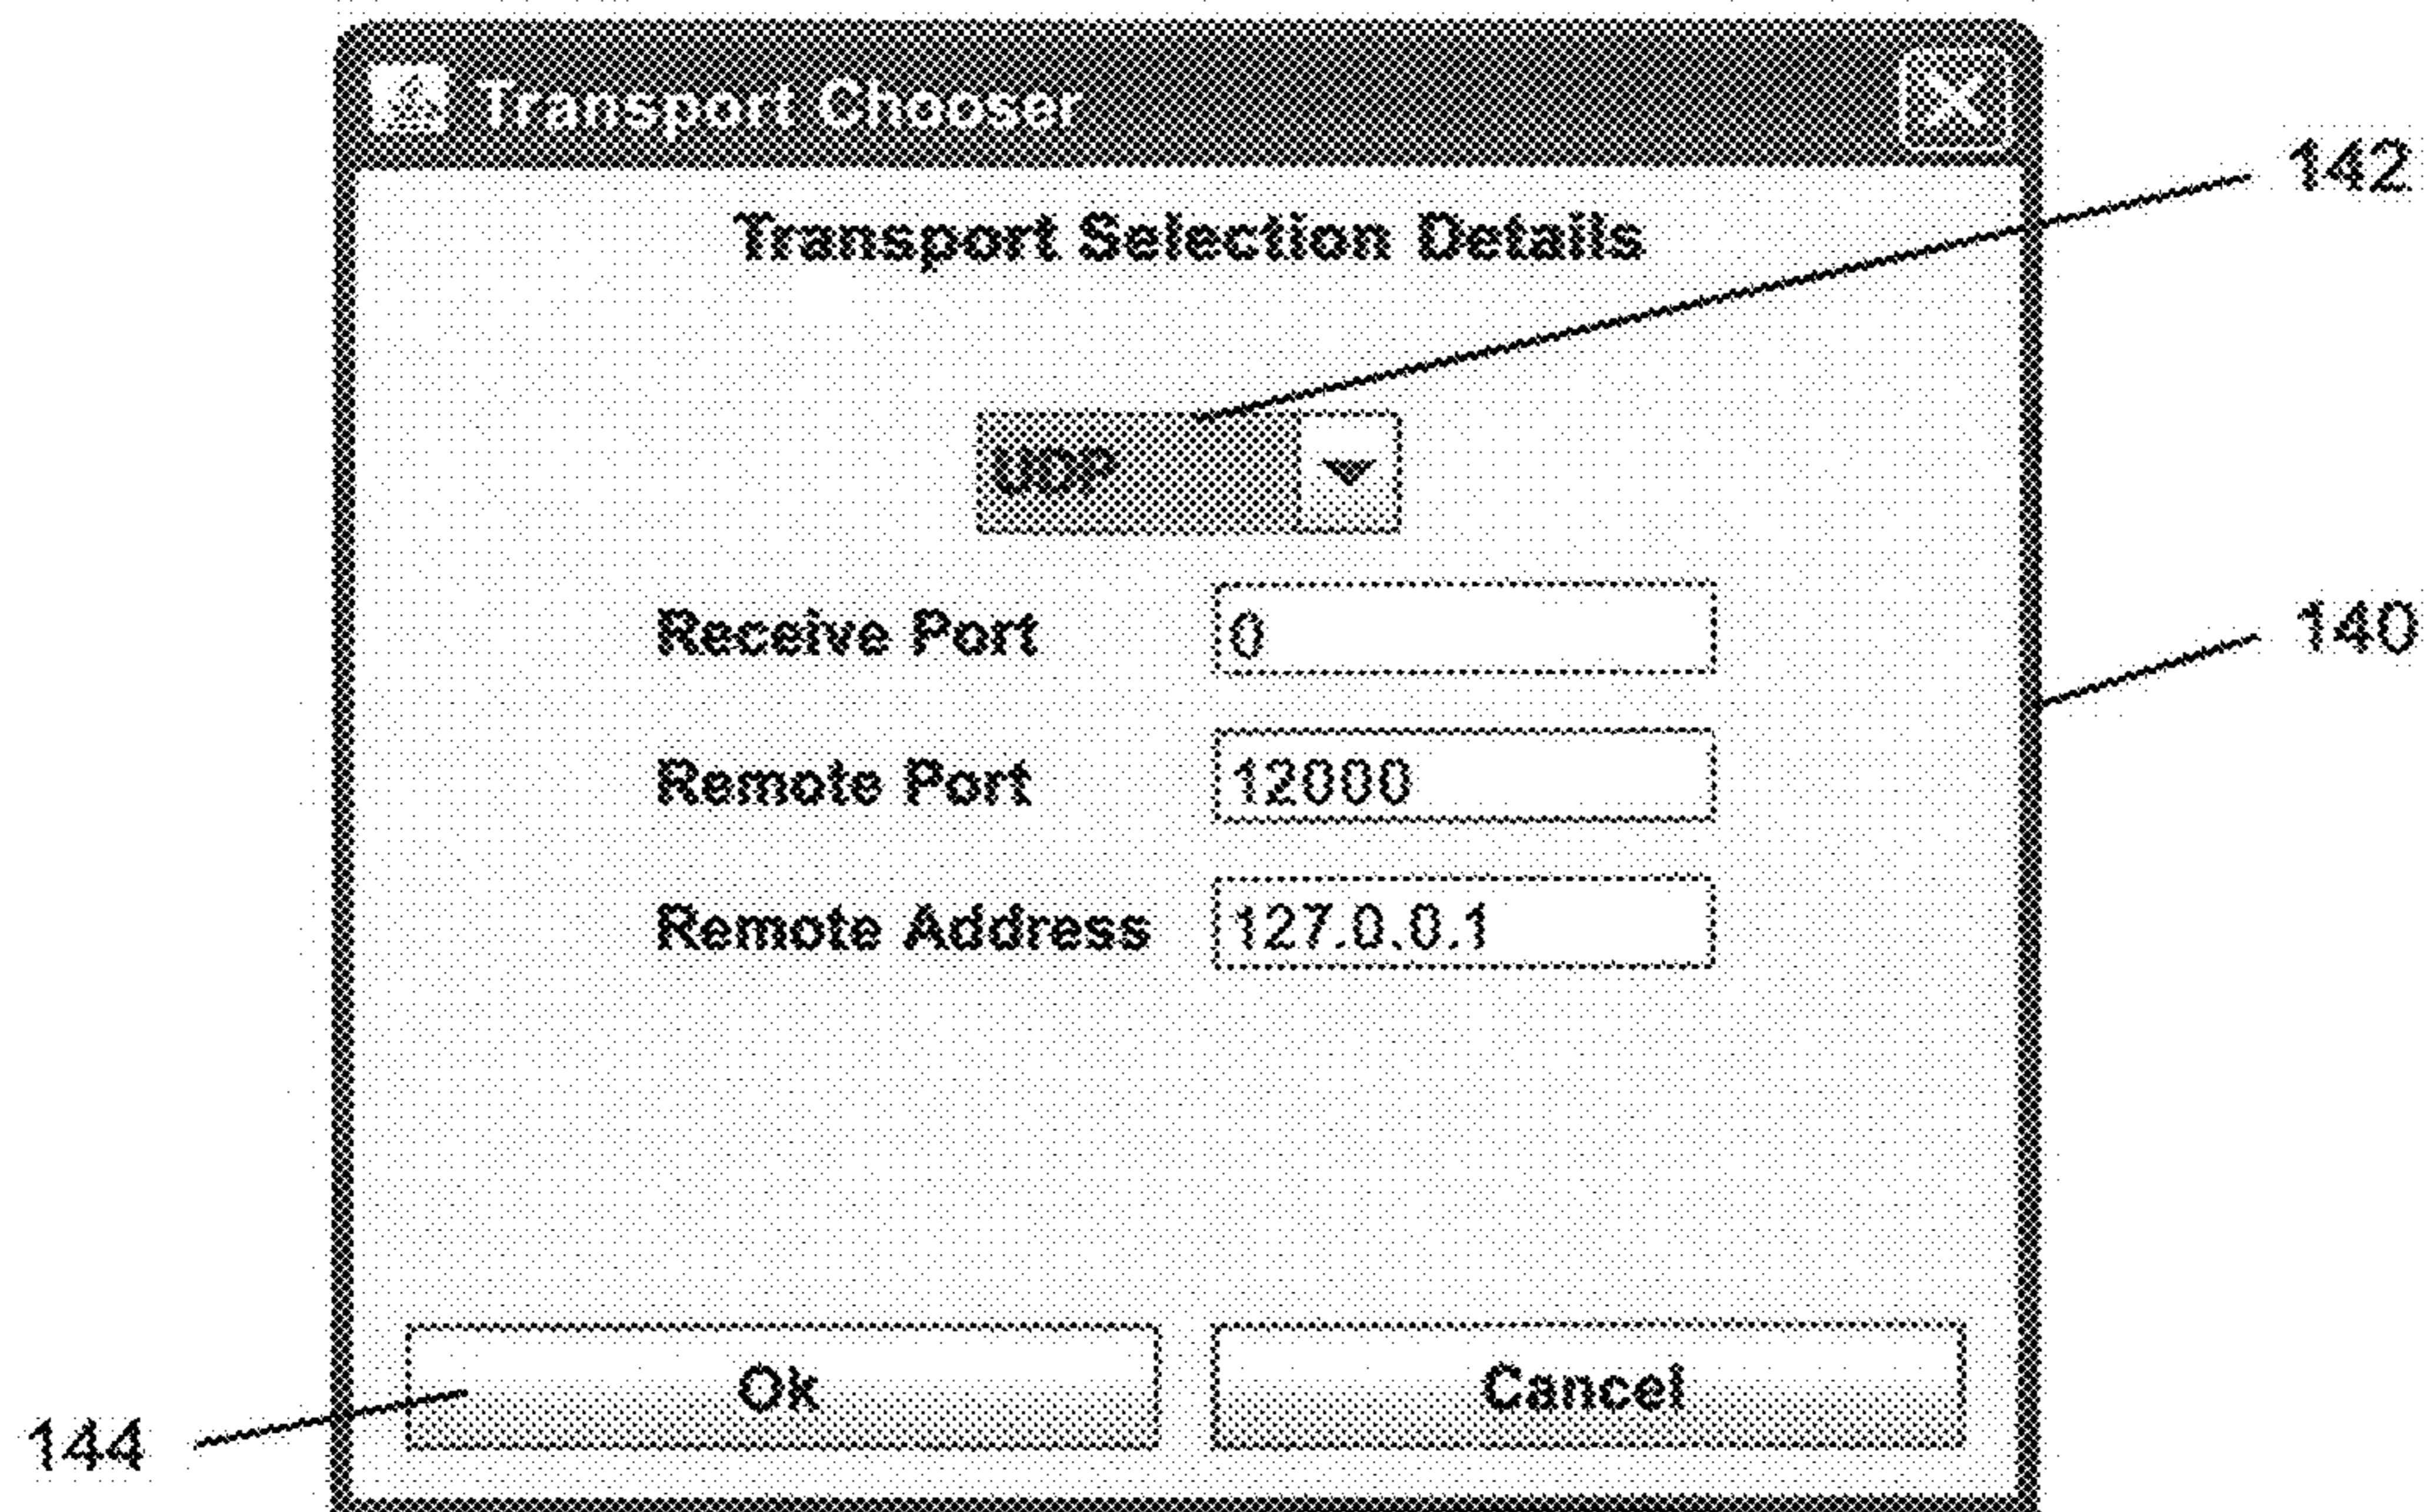 Transport Chooser
142
Transport Selection Details
UDP
Receive Port 0
140
Remote Port 12000
Remote Address 127.0.0.1
Ok Cancel
144